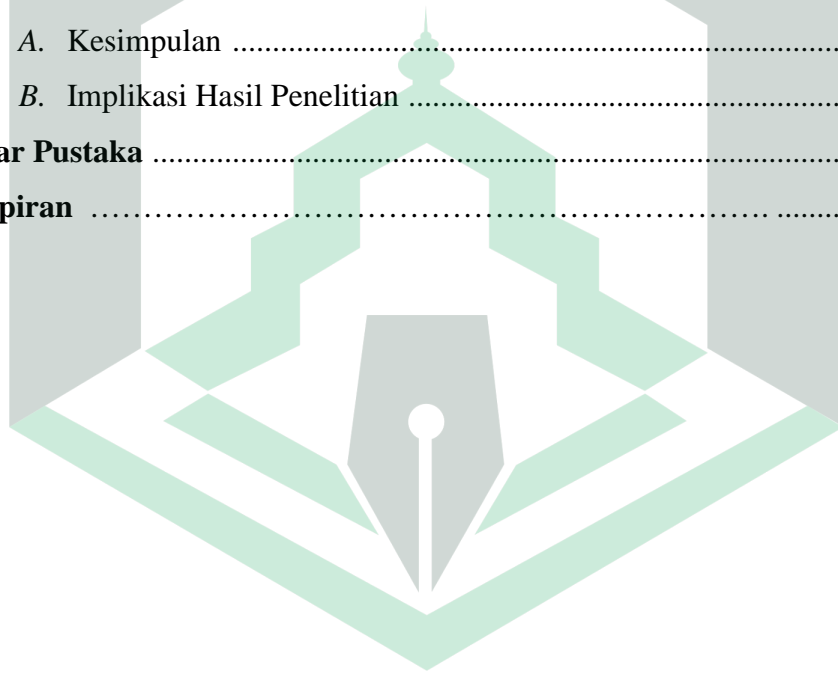 A. Kesimpulan ................................................................................
B. Implikasi Hasil Penelitian ..........................................................
ar Pustaka ........................................................................................
piran ………………………………………………………… .........